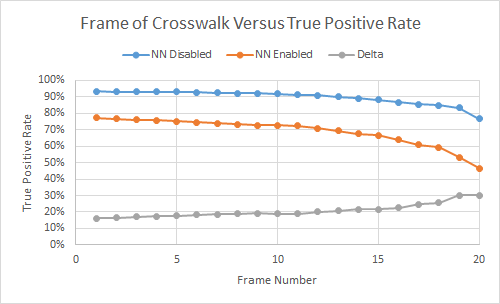 Frame of Crosswalk Versus True Positive Rate
NN Disabled NN Enabled Delta
100%
90%
80%
70%
60%
50%
40%
30%
20%
10%
0%
True Positive Rate
0 5 10 15 20
Frame Number